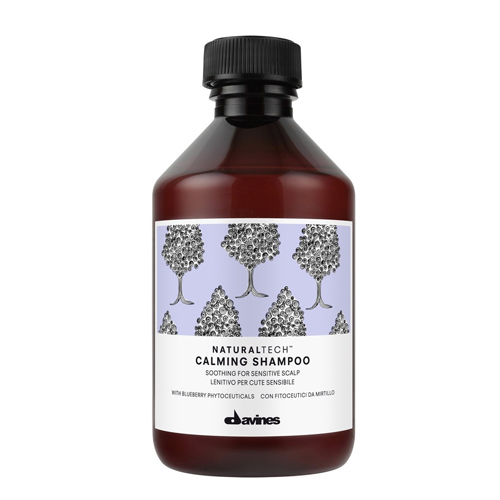 NATURALTECH™
CALMING SHAMPOO
SOOTHING FOR SENSITIVE SCALP
LENITIVO PER CUTE SENSIBILE
WITH BLUEBERRY PHYTOCEUTICALS CON FITOCEUTICI DA MIRTILLO
davines